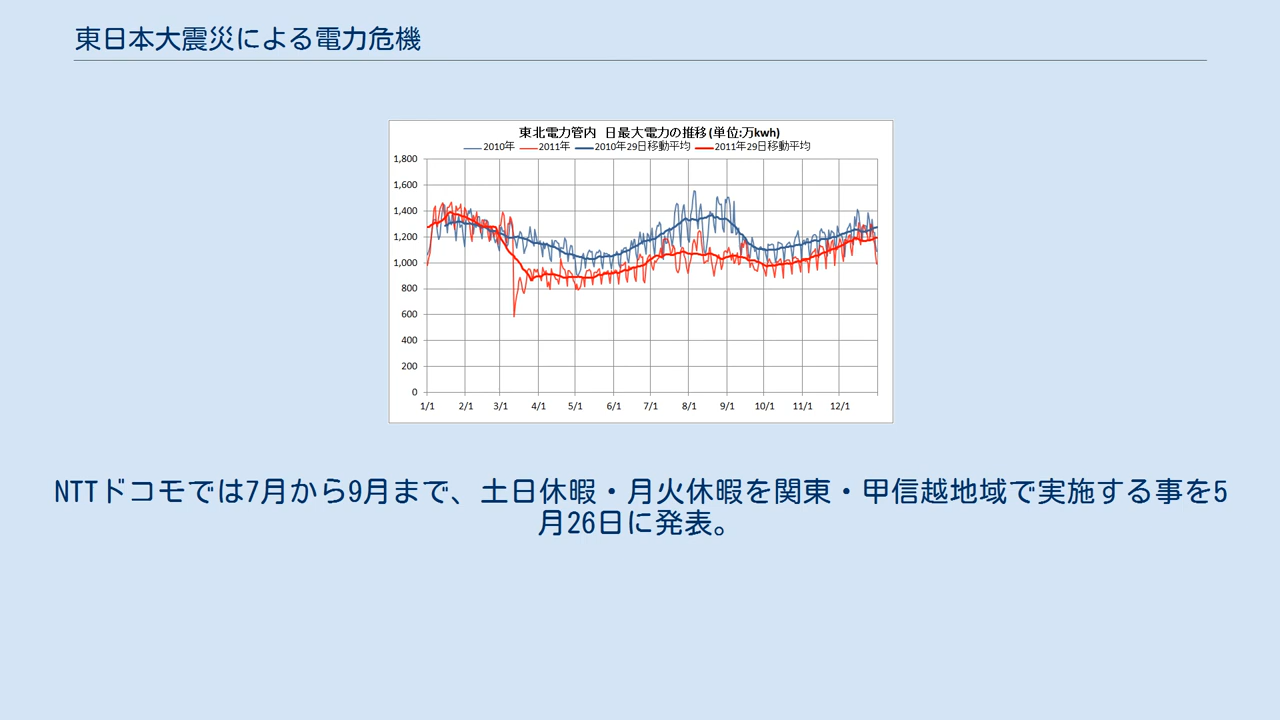 東日本大震災による電力危機
東北電力管内 日最大電力の推移(単位:万kwh)
2010年 2011年 2010年29日移動平均 2011年29日移動平均
1,800
1,600
1,400
1,200
1,000
800
600
400
200
0
1/1 2/1 3/1 4/1 5/1 6/1 7/1 8/1 9/1 10/1 11/1 12/1
NTTドコモでは7月から9月まで、土日休暇・月火休暇を関東・甲信越地域で実施する事を5
月26日に発表。